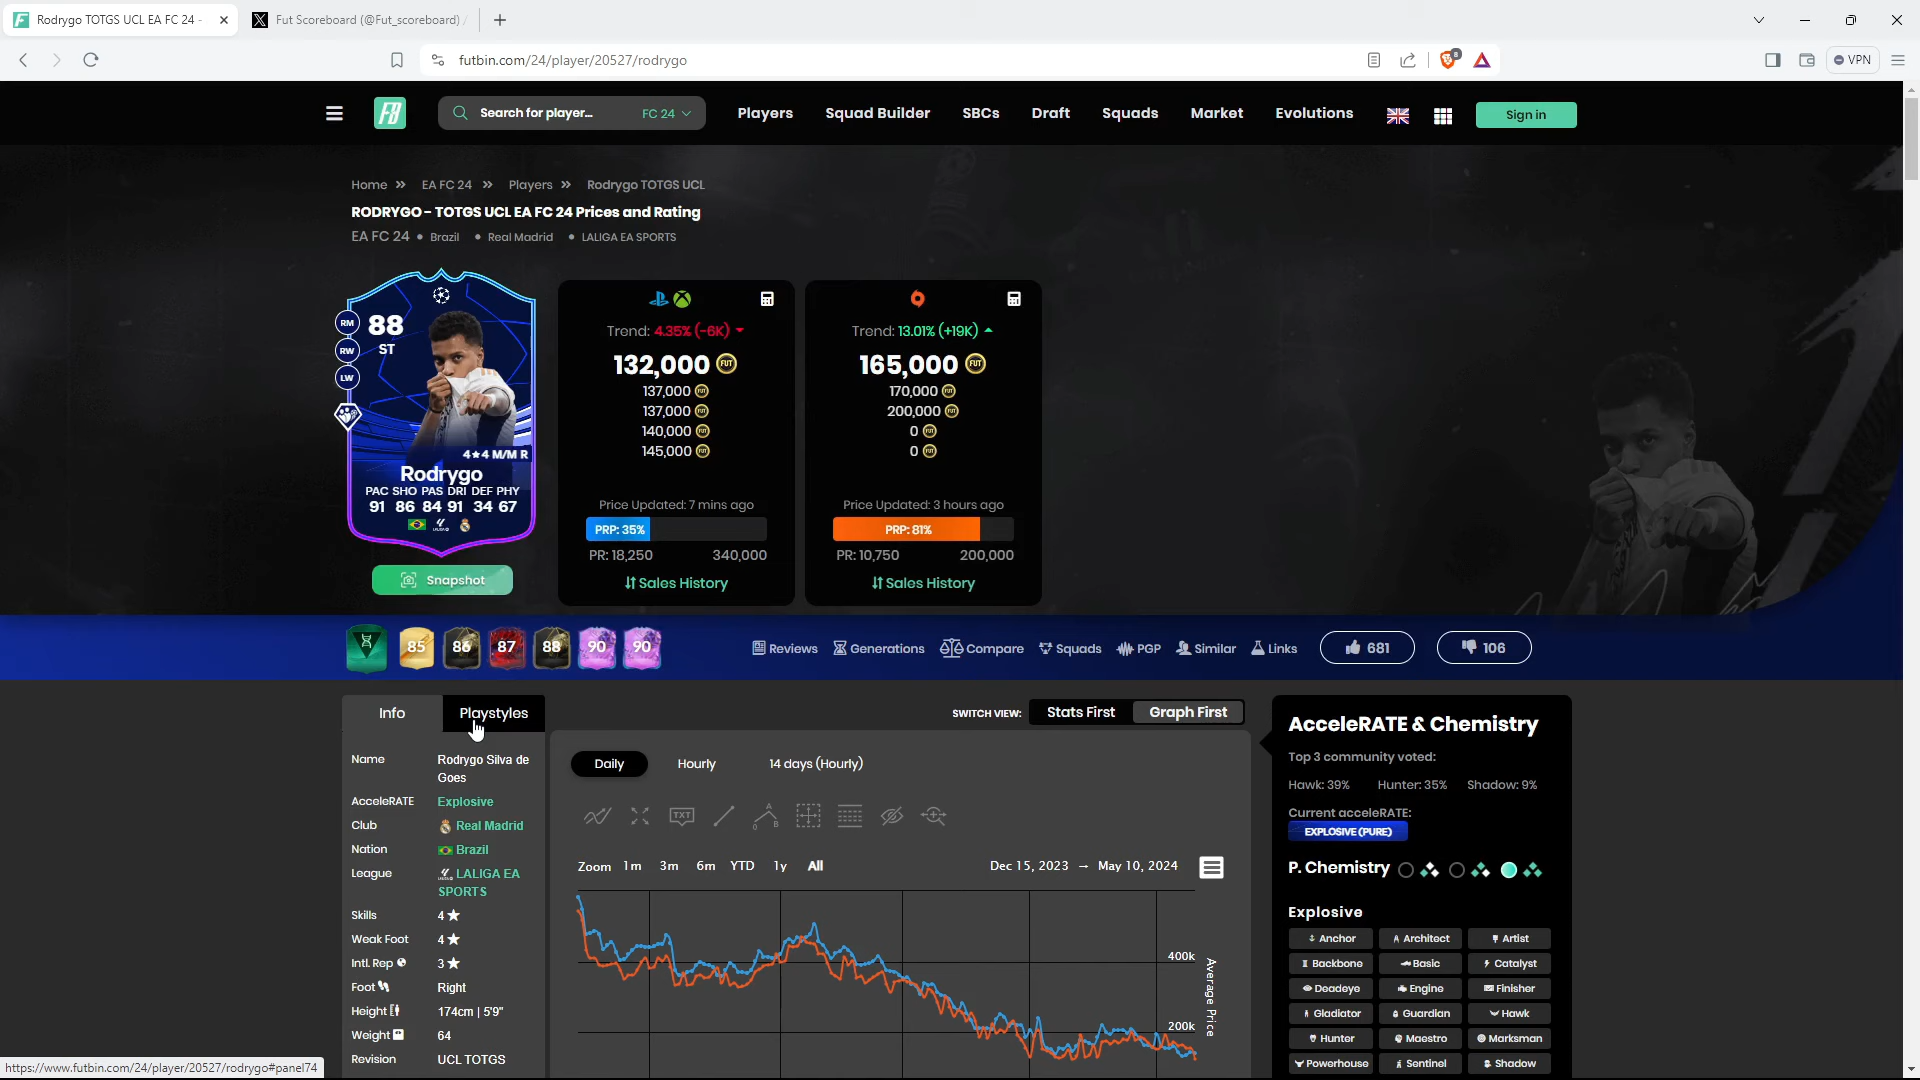 Rodrygo TOTGS UCL EA FC 24 -
Fut Scoreboard (@Fut_scoreboard) /
futbin.com/24/player/20527/rodrygo
8
VPN
FB
Search for player...
FC 24
Players
Squad Builder
SBCs
Draft
Squads
Market
Evolutions
Sign in
Home » EA FC 24 » Players » Rodrygo TOTGS UCL
RODRYGO - TOTGS UCL EA FC 24 Prices and Rating
EA FC 24 • Brazil • Real Madrid • LALIGA EA SPORTS
RM
RW
LW
88
ST
4★4 M/M R
Rodrygo
PAC SHO PAS DRI DEF PHY
91 86 84 91 34 67
Snapshot
Trend: 4.35% (-6K)
132,000
137,000
137,000
140,000
145,000
Price Updated: 7 mins ago
PRP: 35%
PR: 18,250 340,000
Sales History
Trend: 13.01% (+19K)
165,000
170,000
200,000
0
0
Price Updated: 3 hours ago
PRP: 81%
PR: 10,750 200,000
Sales History
85 86 87 88 90 90
Reviews Generations Compare Squads PGP Similar Links 681 106
Info
Playstyles
Name Rodrygo Silva de
Goes
AcceleRATE Explosive
Club Real Madrid
Nation Brazil
League LALIGA EA
SPORTS
Skills 4★
Weak Foot 4★
Intl. Rep 3★
Foot Right
Height 174cm | 5'9"
Weight 64
Revision UCL TOTGS
SWITCH VIEW: Stats First Graph First
Daily Hourly 14 days (Hourly)
TXT
Zoom 1m 3m 6m YTD 1y All
Dec 15, 2023 → May 10, 2024
400k
200k
Average Price
AcceleRATE & Chemistry
Top 3 community voted:
Hawk: 39% Hunter: 35% Shadow: 9%
Current acceleRATE:
EXPLOSIVE (PURE)
P. Chemistry
Explosive
Anchor Architect Artist
Backbone Basic Catalyst
Deadeye Engine Finisher
Gladiator Guardian Hawk
Hunter Maestro Marksman
Powerhouse Sentinel Shadow
https://www.futbin.com/24/player/20527/rodrygo#panel74